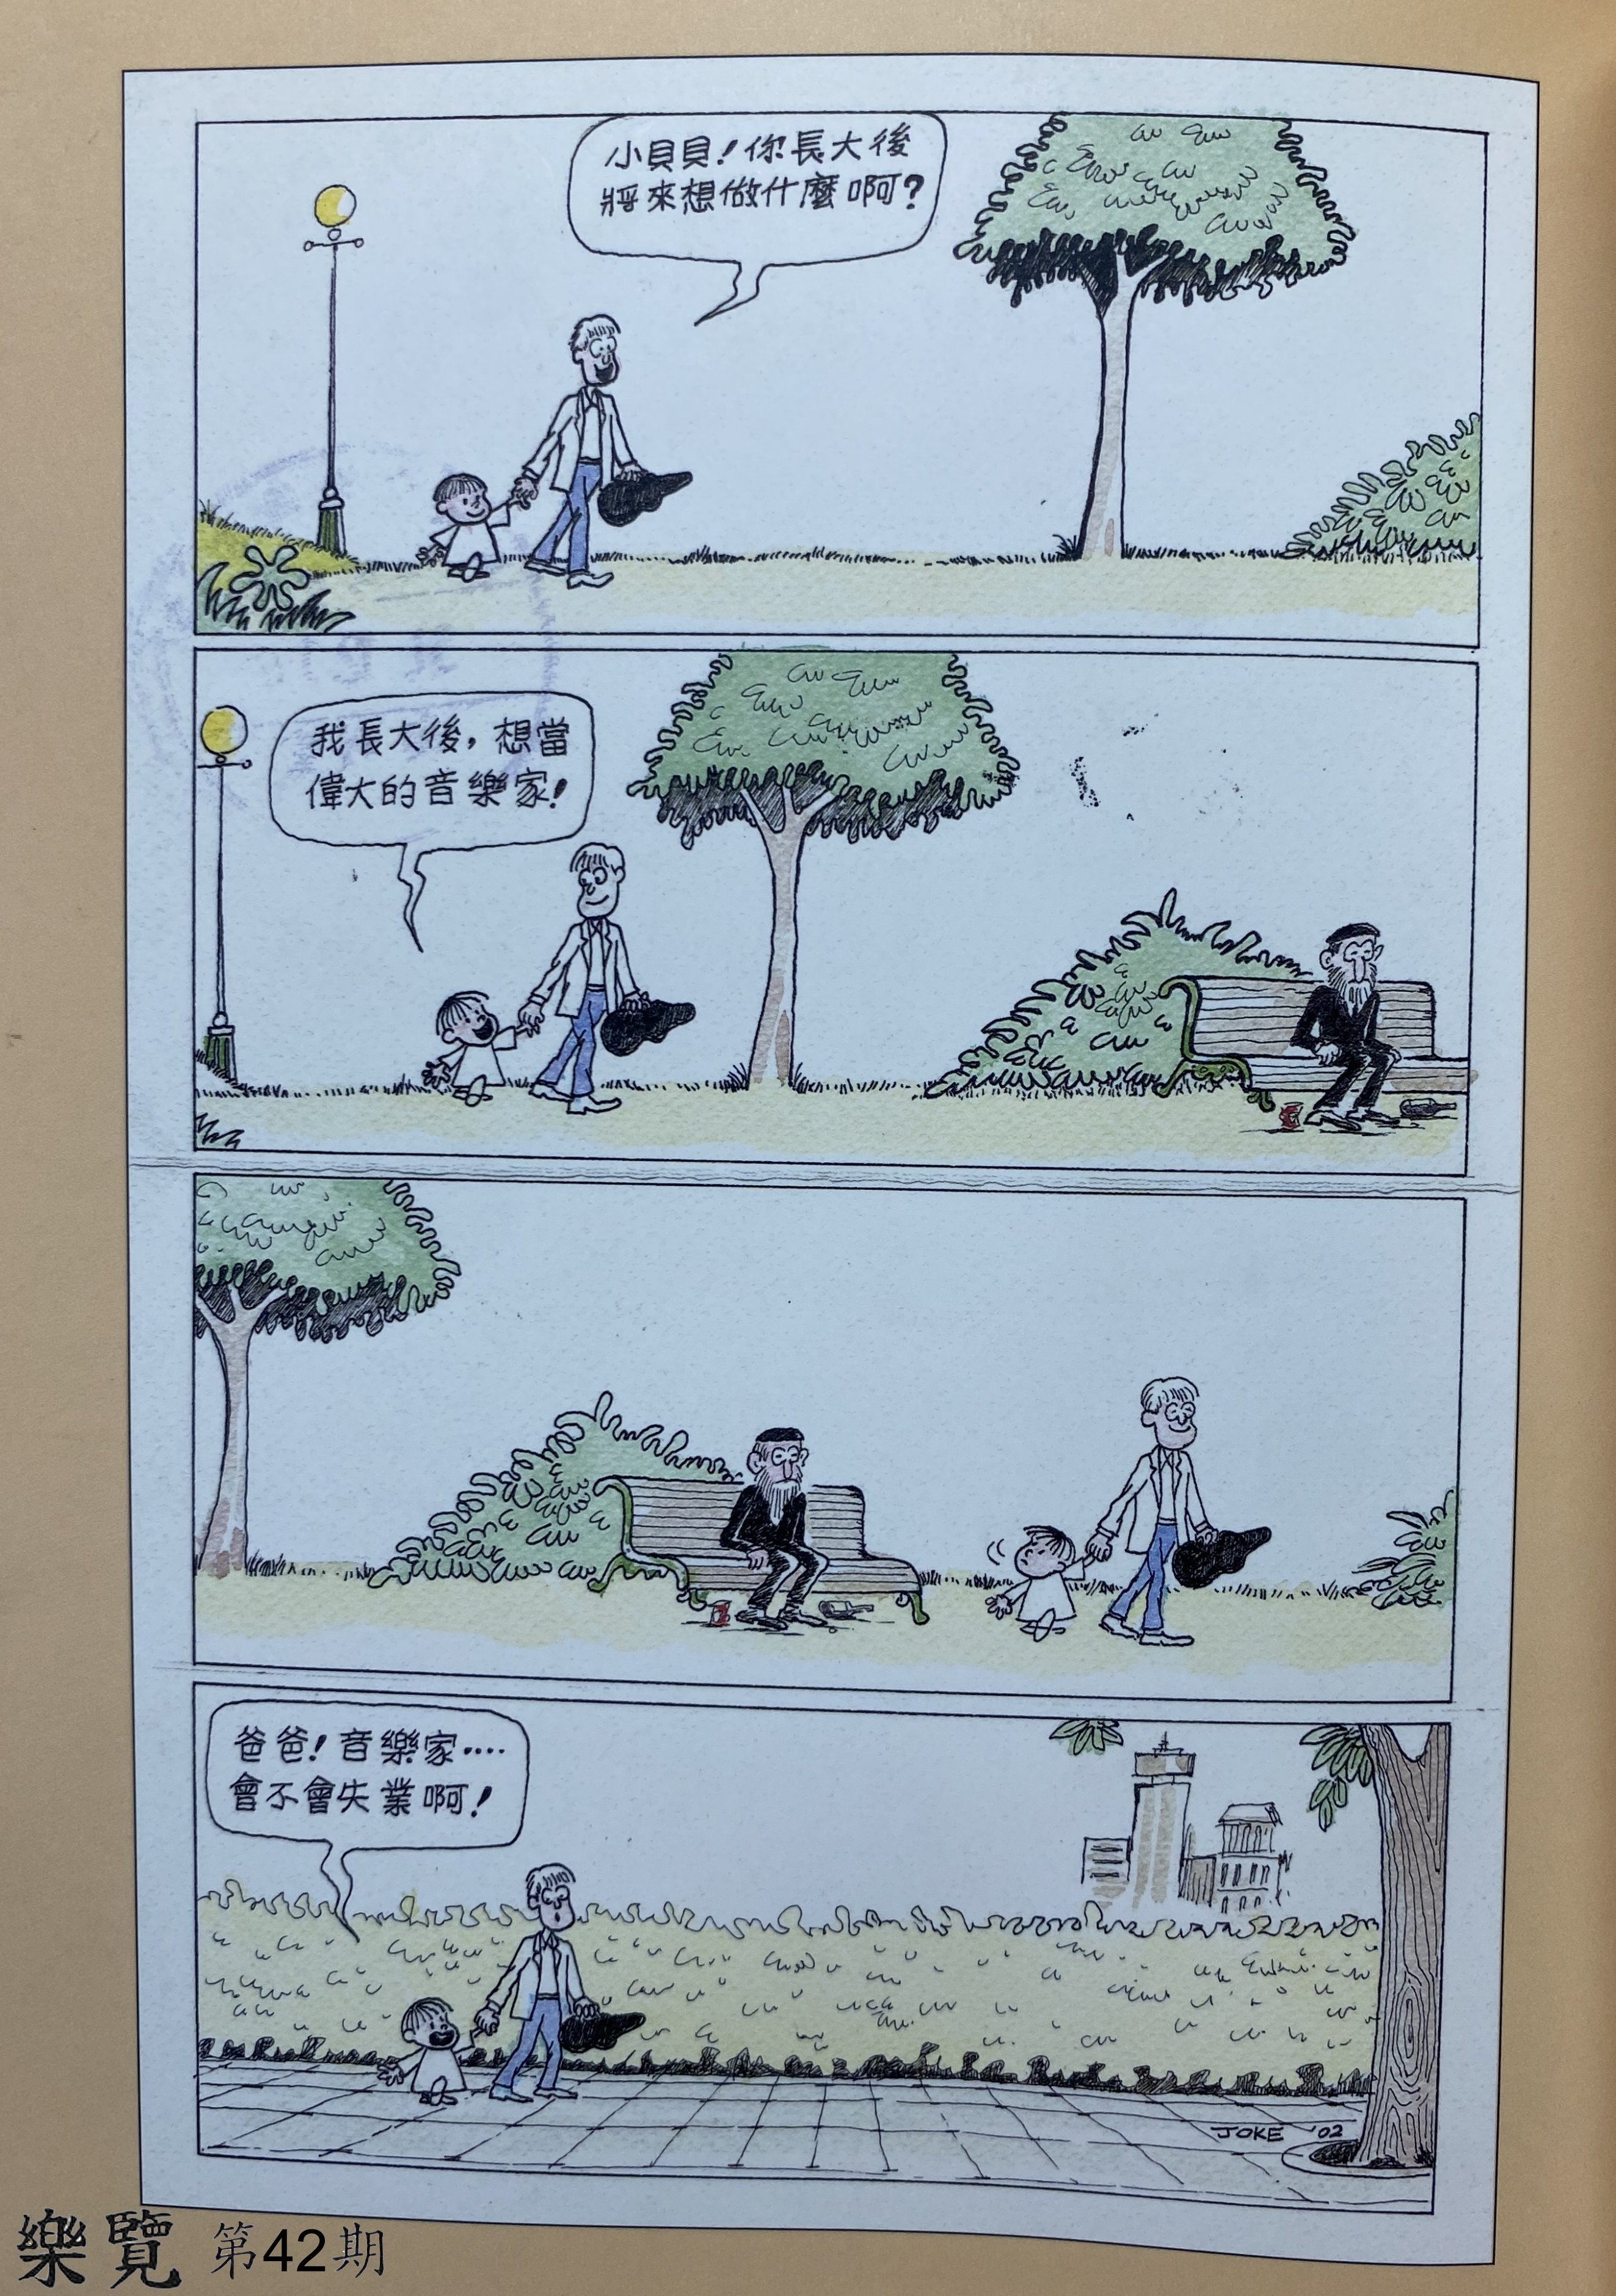 小貝貝！你長大後
將來想做什麼啊？
我長大後，想當
偉大的音樂家！
爸爸！音樂家‥‥
會不會失業啊！
JOKE '02
樂覽 第42期